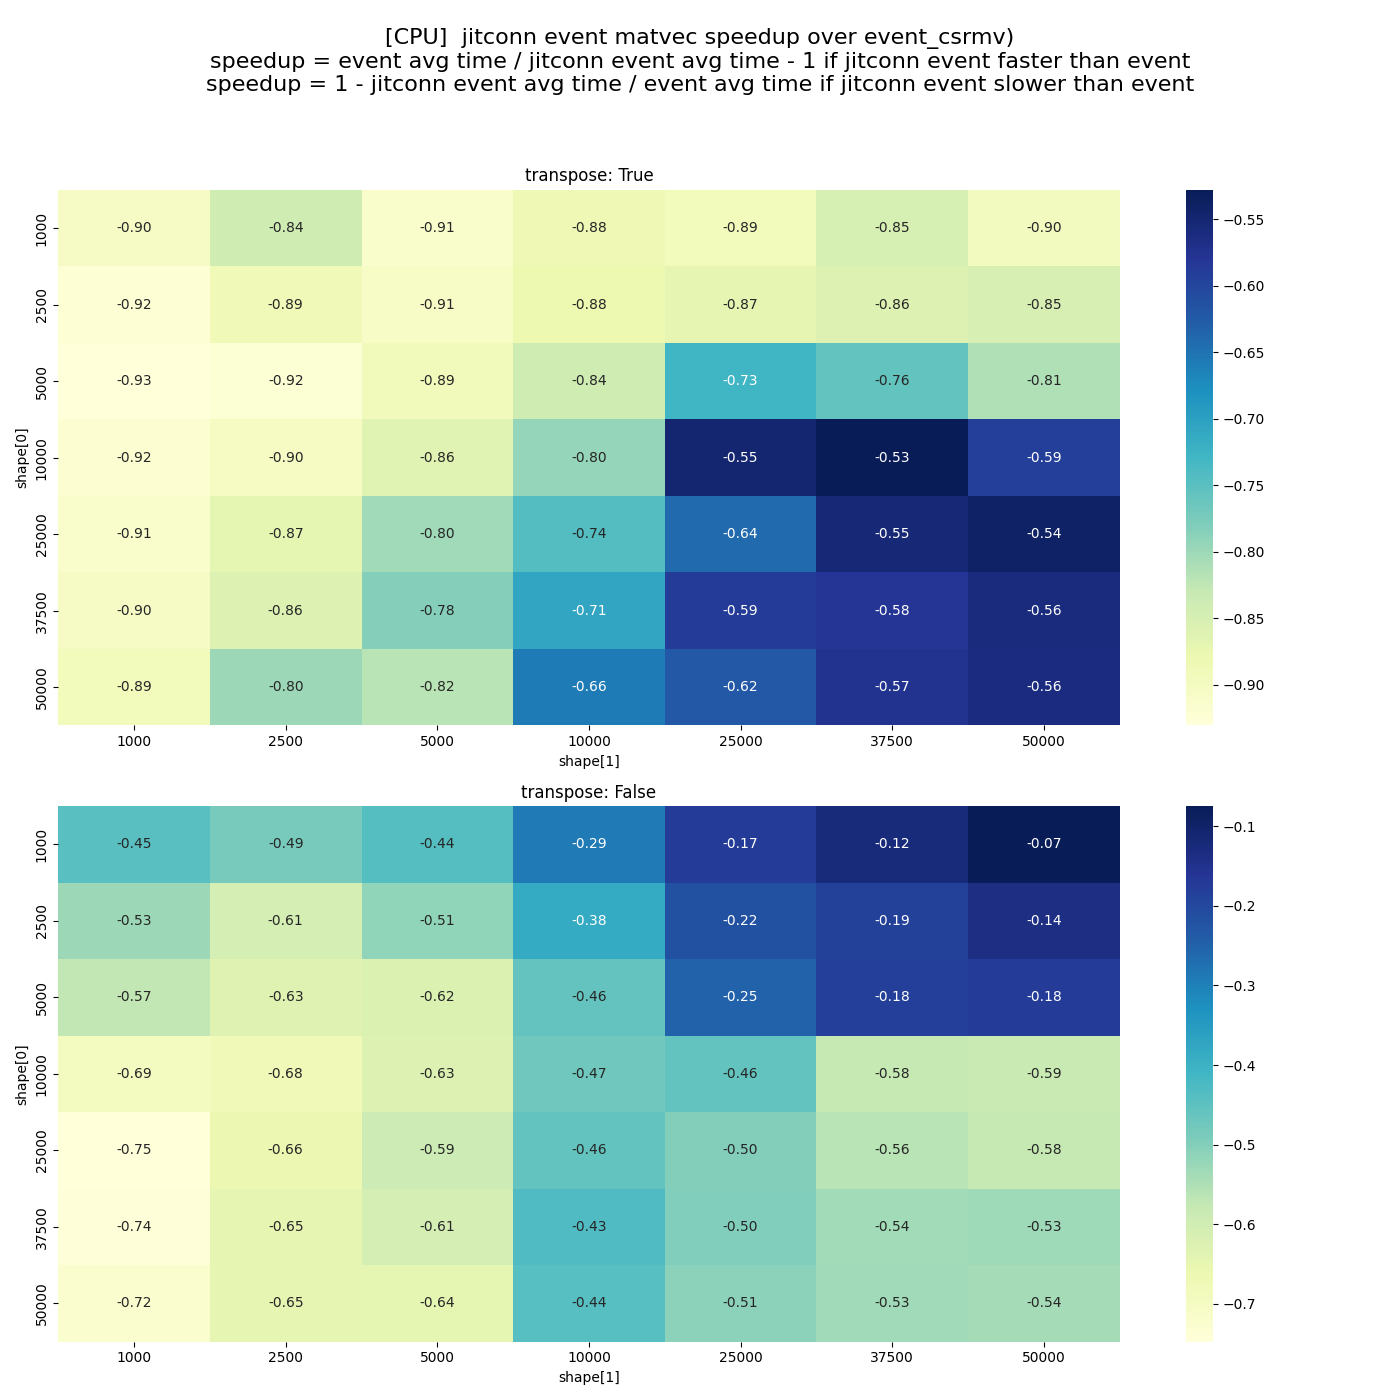 [CPU]  jitconn event matvec speedup over event_csrmv)
speedup = event avg time / jitconn event avg time - 1 if jitconn event faster than event
speedup = 1 - jitconn event avg time / event avg time if jitconn event slower than event
transpose: True
shape[0]
1000 -0.90 -0.84 -0.91 -0.88 -0.89 -0.85 -0.90
2500 -0.92 -0.89 -0.91 -0.88 -0.87 -0.86 -0.85
5000 -0.93 -0.92 -0.89 -0.84 -0.73 -0.76 -0.81
10000 -0.92 -0.90 -0.86 -0.80 -0.55 -0.53 -0.59
25000 -0.91 -0.87 -0.80 -0.74 -0.64 -0.55 -0.54
37500 -0.90 -0.86 -0.78 -0.71 -0.59 -0.58 -0.56
50000 -0.89 -0.80 -0.82 -0.66 -0.62 -0.57 -0.56
1000 2500 5000 10000 25000 37500 50000
shape[1]
−0.55
−0.60
−0.65
−0.70
−0.75
−0.80
−0.85
−0.90
transpose: False
shape[0]
1000 -0.45 -0.49 -0.44 -0.29 -0.17 -0.12 -0.07
2500 -0.53 -0.61 -0.51 -0.38 -0.22 -0.19 -0.14
5000 -0.57 -0.63 -0.62 -0.46 -0.25 -0.18 -0.18
10000 -0.69 -0.68 -0.63 -0.47 -0.46 -0.58 -0.59
25000 -0.75 -0.66 -0.59 -0.46 -0.50 -0.56 -0.58
37500 -0.74 -0.65 -0.61 -0.43 -0.50 -0.54 -0.53
50000 -0.72 -0.65 -0.64 -0.44 -0.51 -0.53 -0.54
1000 2500 5000 10000 25000 37500 50000
shape[1]
−0.1
−0.2
−0.3
−0.4
−0.5
−0.6
−0.7